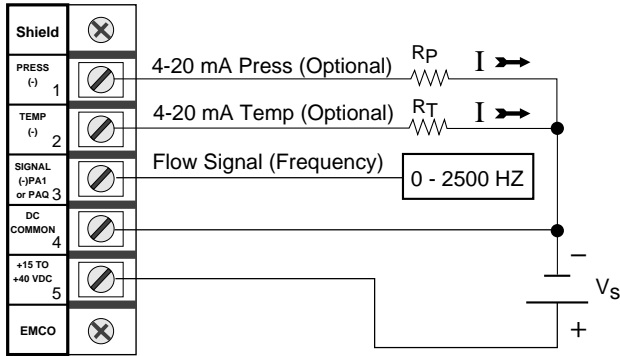 Shield
PRESS
(-) 1
4-20 mA Press (Optional) RP I
TEMP
(-) 2
4-20 mA Temp (Optional) RT I
SIGNAL
(-)PA1
or PAQ 3
Flow Signal (Frequency) 0 - 2500 HZ
DC
COMMON
4
+15 TO
+40 VDC
5
– VS
+
EMCO